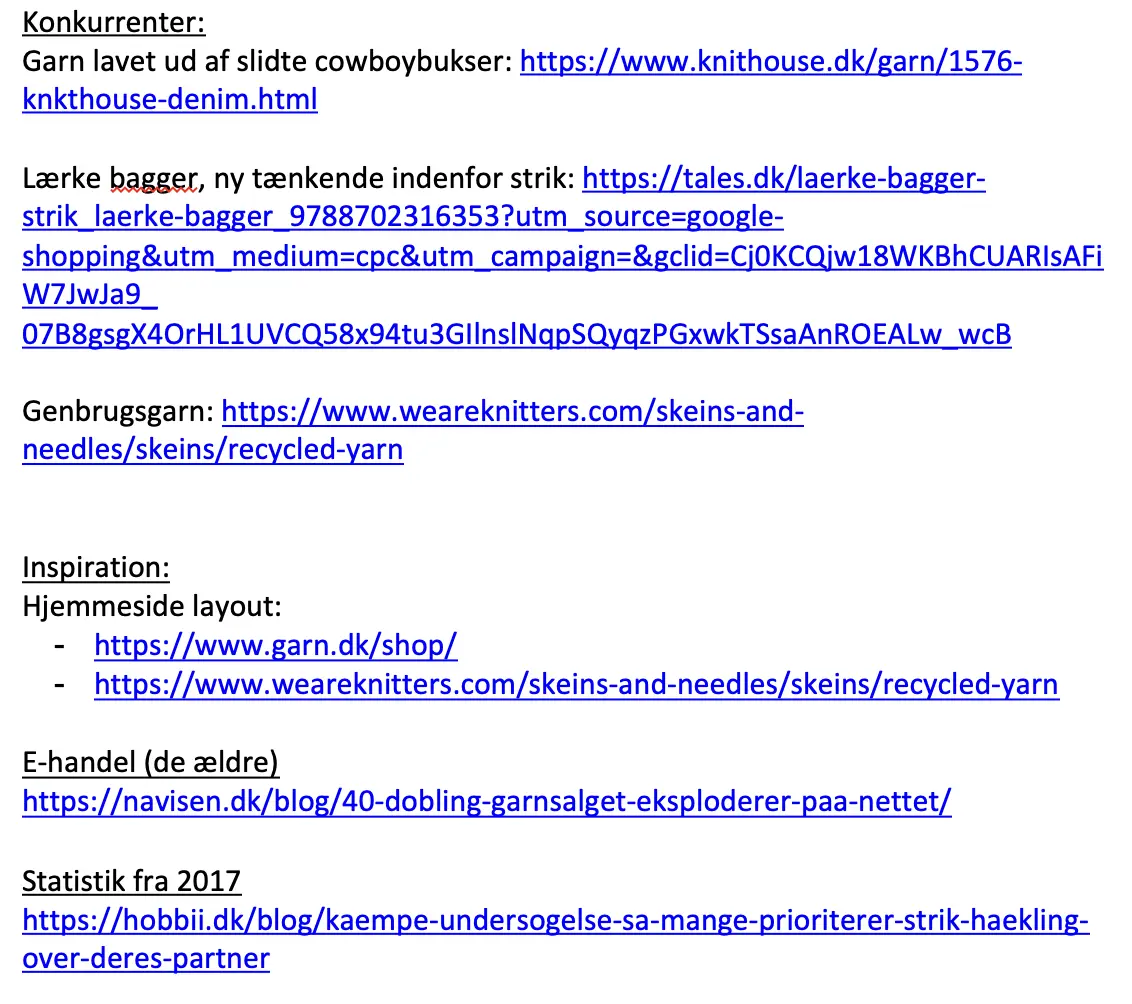 Konkurrenter:
Garn lavet ud af slidte cowboybukser: https://www.knithouse.dk/garn/1576-
knkthouse-denim.html
Lærke bagger, ny tænkende indenfor strik: https://tales.dk/laerke-bagger-
strik_laerke-bagger_9788702316353?utm_source=google-
shopping&utm_medium=cpc&utm_campaign=&gclid=Cj0KCQjw18WKBhCUARIsAFi
W7JwJa9_
07B8gsgX4OrHL1UVCQ58x94tu3GIlnslNqpSQyqzPGxwkTSsaAnROEALw_wcB
Genbrugsgarn: https://www.weareknitters.com/skeins-and-
needles/skeins/recycled-yarn
Inspiration:
Hjemmeside layout:
- https://www.garn.dk/shop/
- https://www.weareknitters.com/skeins-and-needles/skeins/recycled-yarn
E-handel (de ældre)
https://navisen.dk/blog/40-dobling-garnsalget-eksploderer-paa-nettet/
Statistik fra 2017
https://hobbii.dk/blog/kaempe-undersogelse-sa-mange-prioriterer-strik-haekling-
over-deres-partner